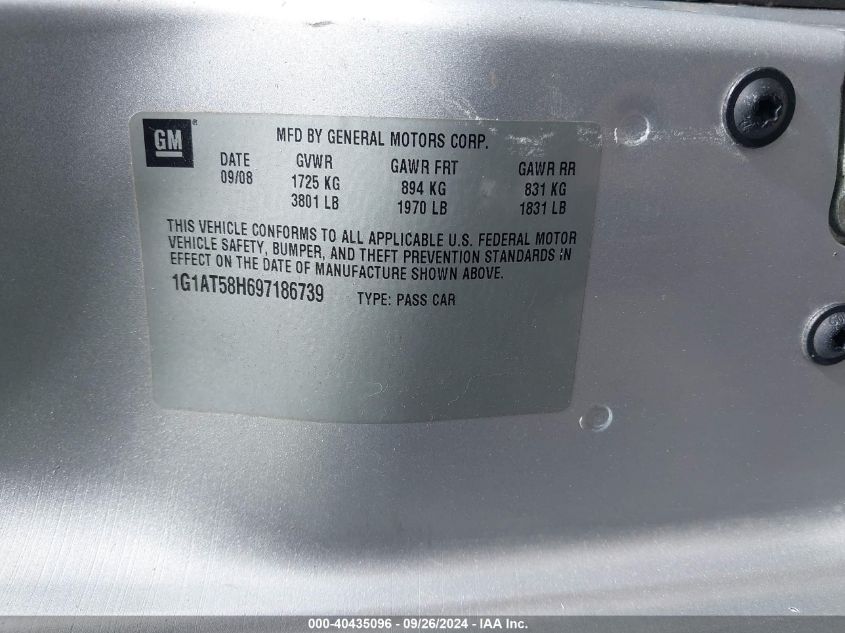 GM
MFD BY GENERAL MOTORS CORP.
DATE GVWR GAWR FRT GAWR RR
09/08 1725 KG 894 KG 831 KG
3801 LB 1970 LB 1831 LB
THIS VEHICLE CONFORMS TO ALL APPLICABLE U.S. FEDERAL MOTOR
VEHICLE SAFETY, BUMPER, AND THEFT PREVENTION STANDARDS IN
EFFECT ON THE DATE OF MANUFACTURE SHOWN ABOVE.
1G1AT58H697186739 TYPE: PASS CAR
000-40435096 - 09/26/2024 - IAA Inc.